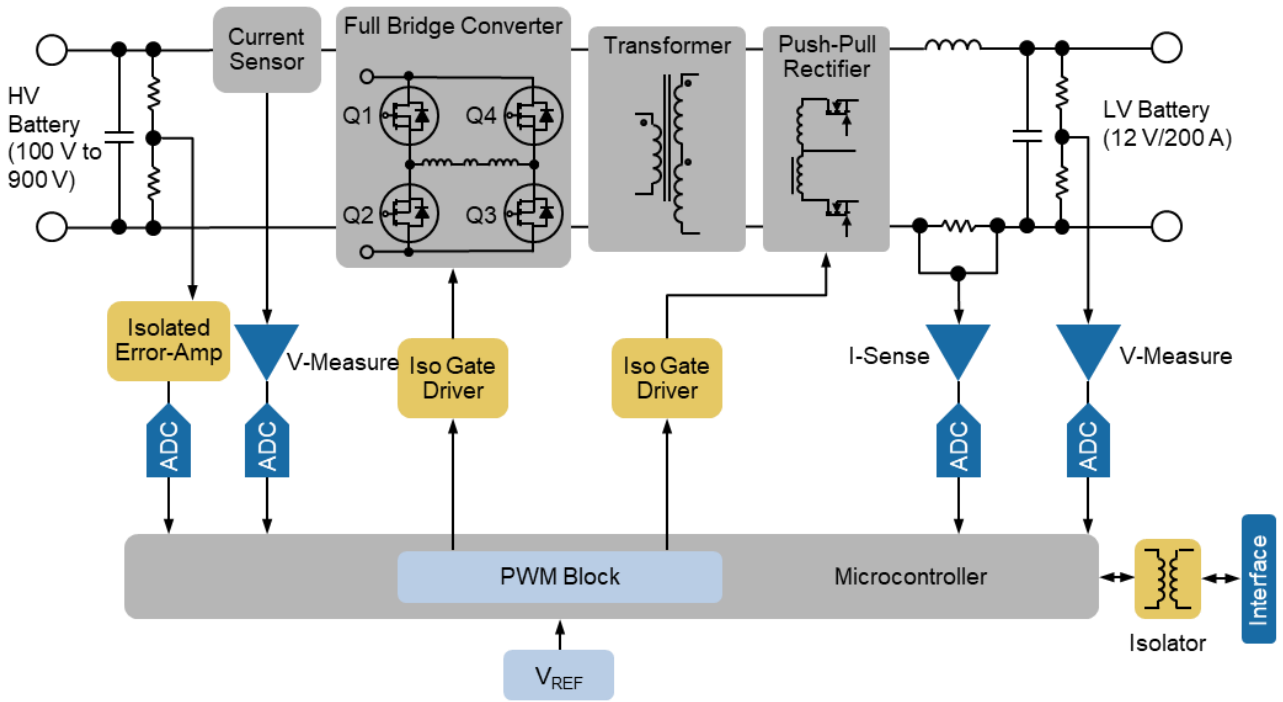 Full Bridge Converter
Current
Sensor
Transformer
Push-Pull
Rectifier
HV
Battery
(100 V to
900 V)
Q1
Q4
Q2
Q3
LV Battery
(12 V/200 A)
Isolated
Error-Amp
V-Measure
Iso Gate
Driver
Iso Gate
Driver
I-Sense
V-Measure
ADC
ADC
ADC
ADC
PWM Block
Microcontroller
Isolator
Interface
VREF